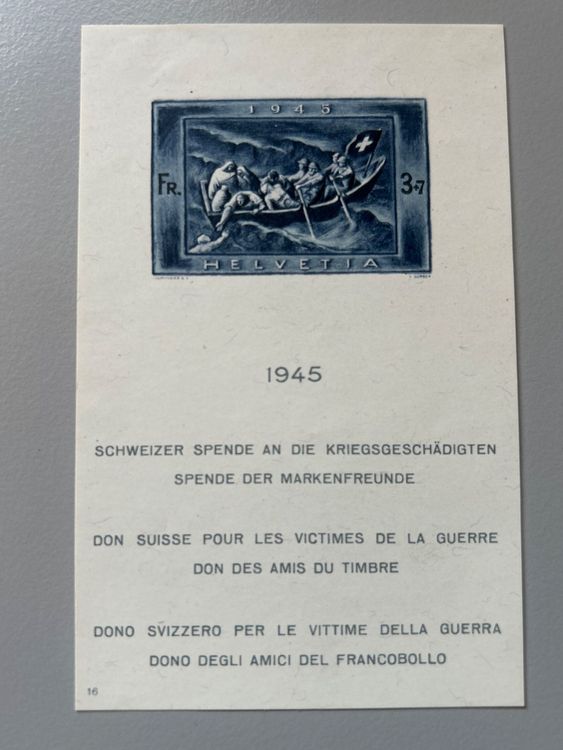 1945
FR. 3+7
HELVETIA
1945
SCHWEIZER SPENDE AN DIE KRIEGSGESCHÄDIGTEN
SPENDE DER MARKENFREUNDE
DON SUISSE POUR LES VICTIMES DE LA GUERRE
DON DES AMIS DU TIMBRE
DONO SVIZZERO PER LE VITTIME DELLA GUERRA
DONO DEGLI AMICI DEL FRANCOBOLLO
16